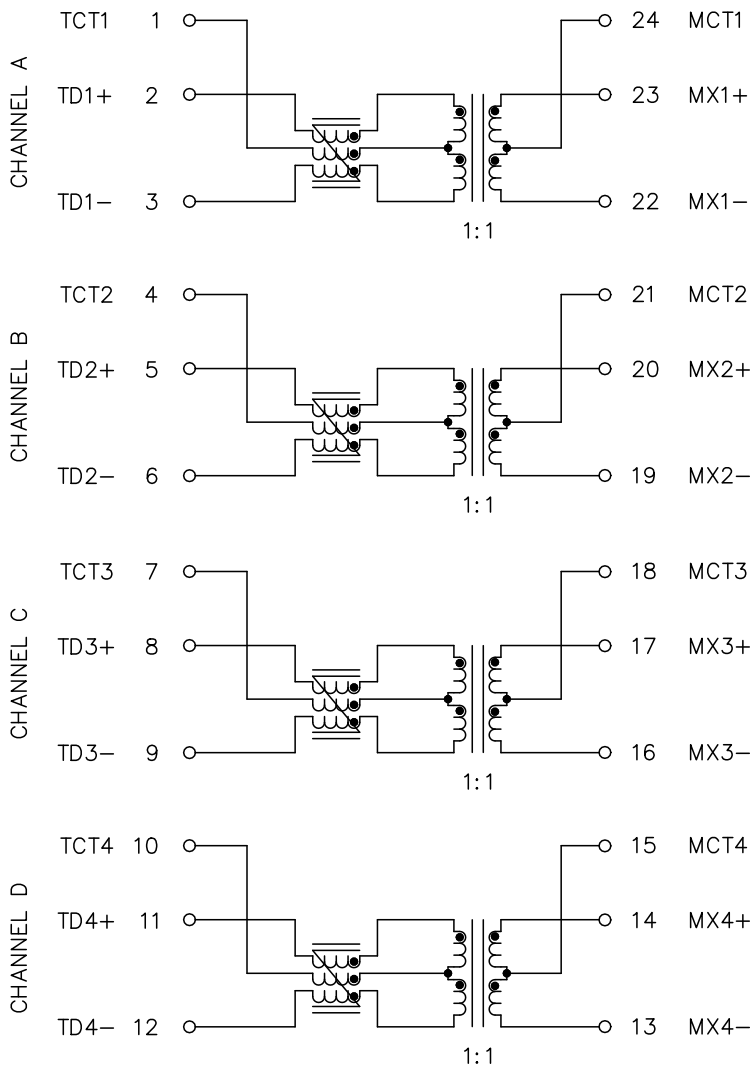 TCT1 1 24 MCT1
CHANNEL A
TD1+ 2 23 MX1+
TD1− 3 22 MX1−
1:1
TCT2 4 21 MCT2
CHANNEL B
TD2+ 5 20 MX2+
TD2− 6 19 MX2−
1:1
TCT3 7 18 MCT3
CHANNEL C
TD3+ 8 17 MX3+
TD3− 9 16 MX3−
1:1
TCT4 10 15 MCT4
CHANNEL D
TD4+ 11 14 MX4+
TD4− 12 13 MX4−
1:1